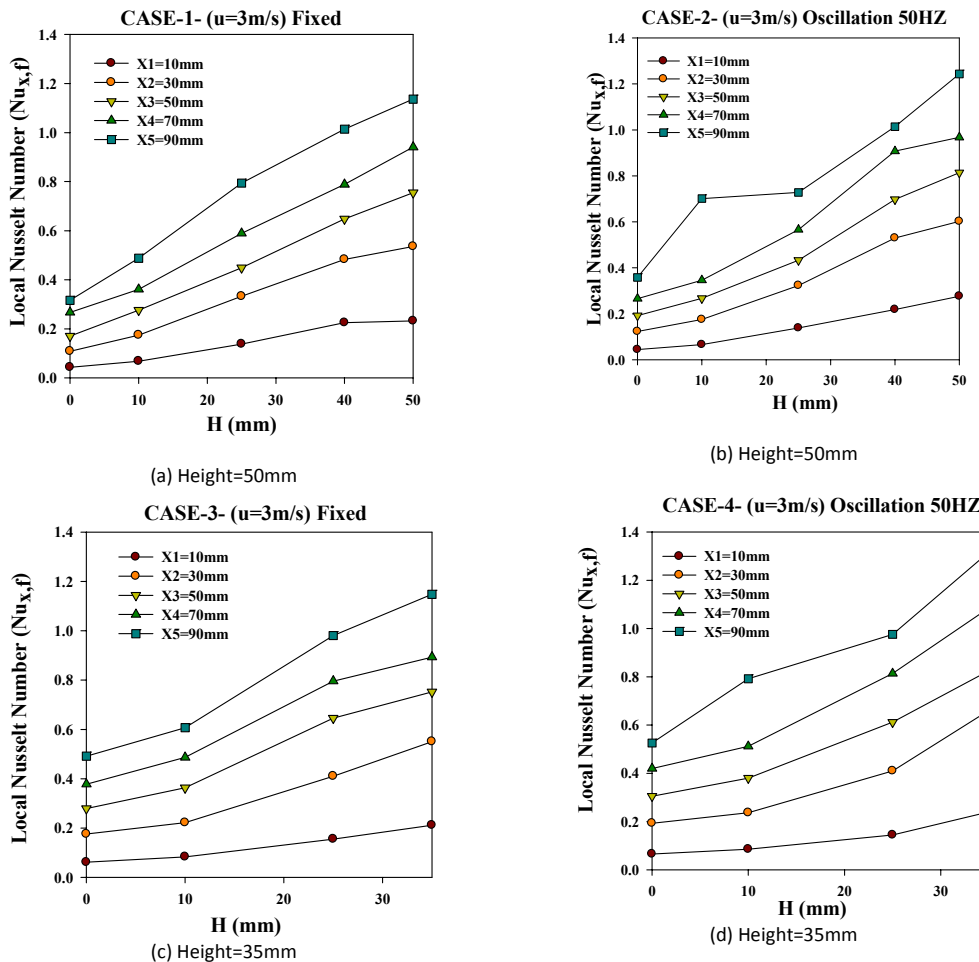 CASE-1- (u=3m/s) Fixed
Local Nusselt Number (Nux,f)
1.4
1.2
1.0
0.8
0.6
0.4
0.2
0.0
X1=10mm
X2=30mm
X3=50mm
X4=70mm
X5=90mm
0 10 20 30 40 50
H (mm)
(a) Height=50mm
CASE-2- (u=3m/s) Oscillation 50HZ
Local Nusselt Number (Nux,f)
1.4
1.2
1.0
0.8
0.6
0.4
0.2
0.0
X1=10mm
X2=30mm
X3=50mm
X4=70mm
X5=90mm
0 10 20 30 40 50
H (mm)
(b) Height=50mm
CASE-3- (u=3m/s) Fixed
Local Nusselt Number (Nux,f)
1.4
1.2
1.0
0.8
0.6
0.4
0.2
0.0
X1=10mm
X2=30mm
X3=50mm
X4=70mm
X5=90mm
0 10 20 30
H (mm)
(c) Height=35mm
CASE-4- (u=3m/s) Oscillation 50HZ
Local Nusselt Number (Nux,f)
1.4
1.2
1.0
0.8
0.6
0.4
0.2
0.0
X1=10mm
X2=30mm
X3=50mm
X4=70mm
X5=90mm
0 10 20 30
H (mm)
(d) Height=35mm